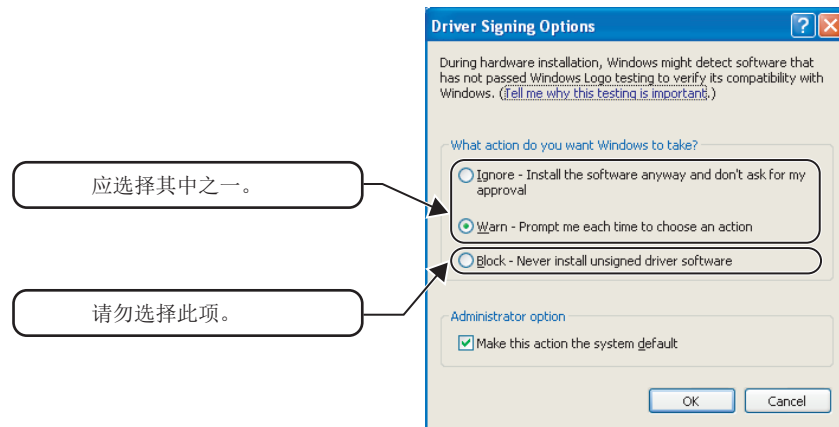 Driver Signing Options
During hardware installation, Windows might detect software that
has not passed Windows Logo testing to verify its compatibility with
Windows. (Tell me why this testing is important.)
What action do you want Windows to take?
应选择其中之一。
Ignore - Install the software anyway and don't ask for my
approval
Warn - Prompt me each time to choose an action
Block - Never install unsigned driver software
请勿选择此项。
Administrator option
Make this action the system default
OK
Cancel